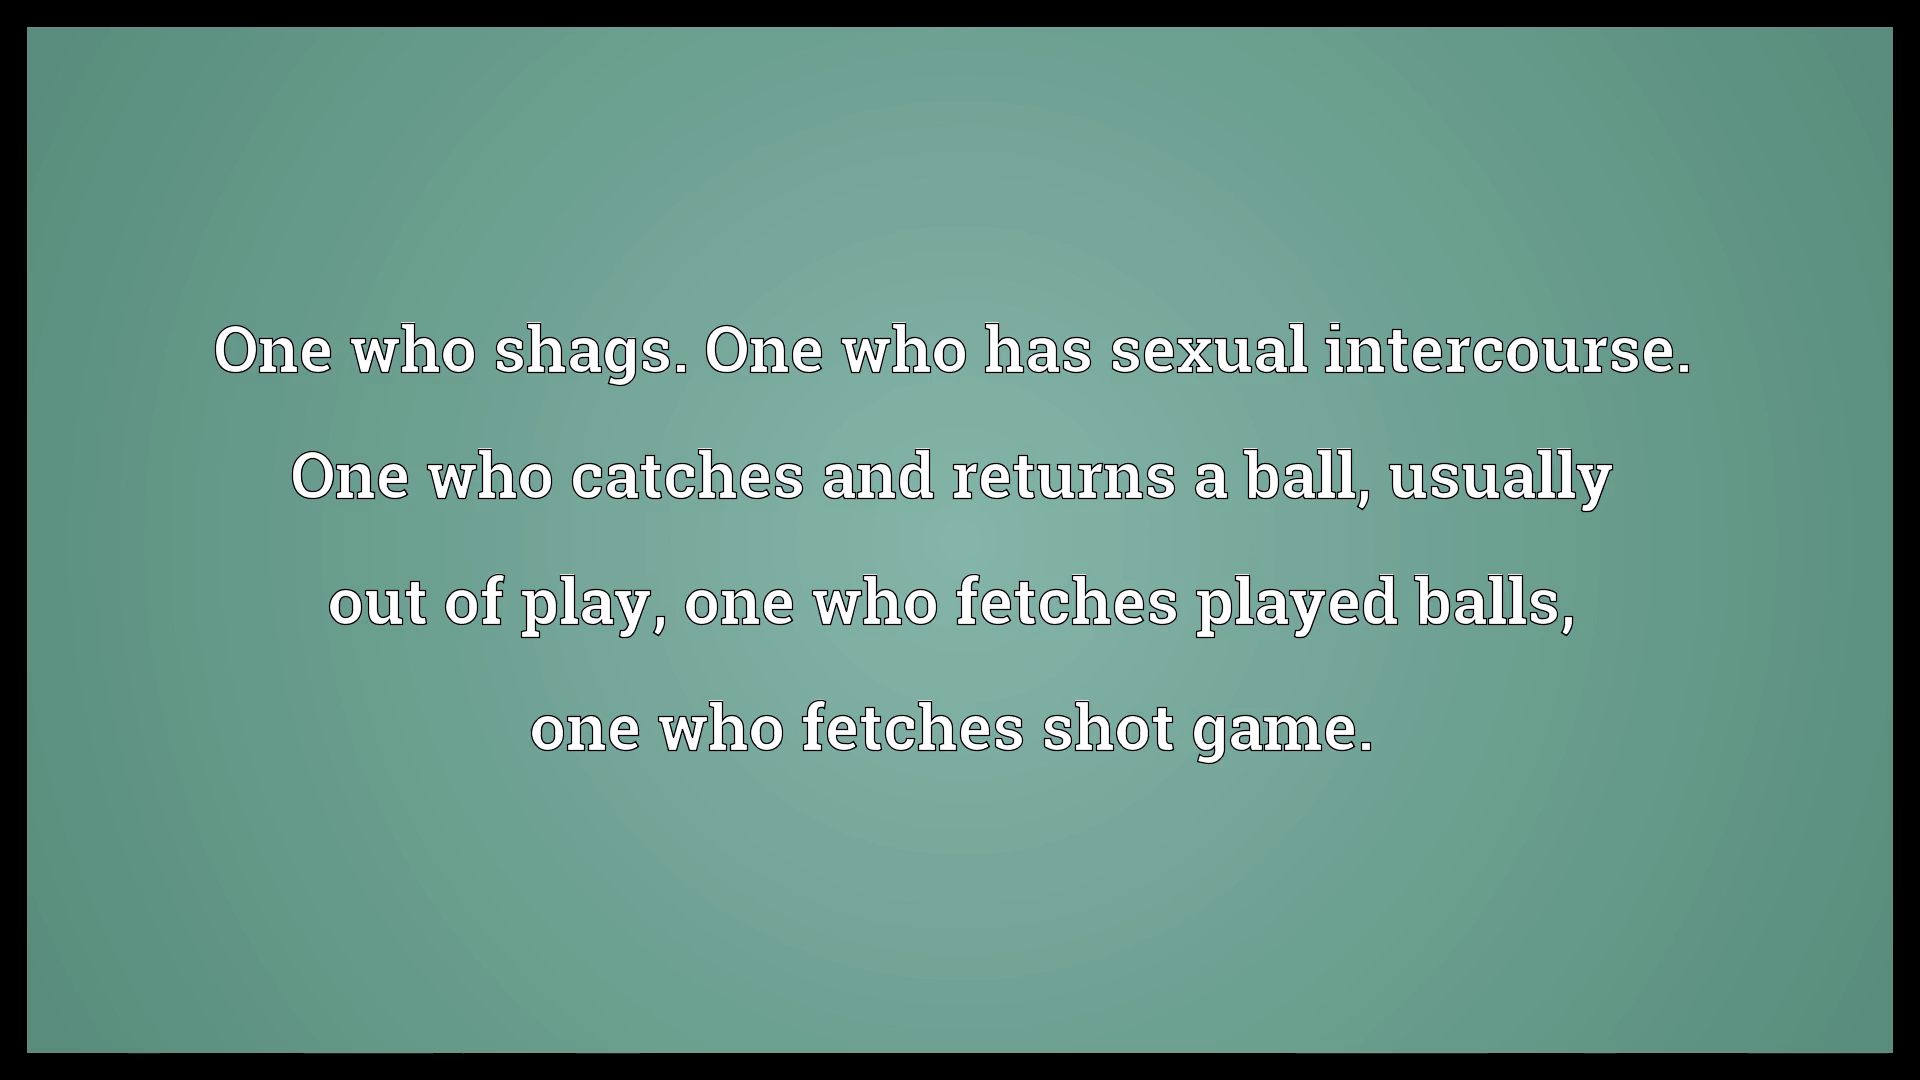 One who shags. One who has sexual intercourse.
One who catches and returns a ball, usually
out of play, one who fetches played balls,
one who fetches shot game.